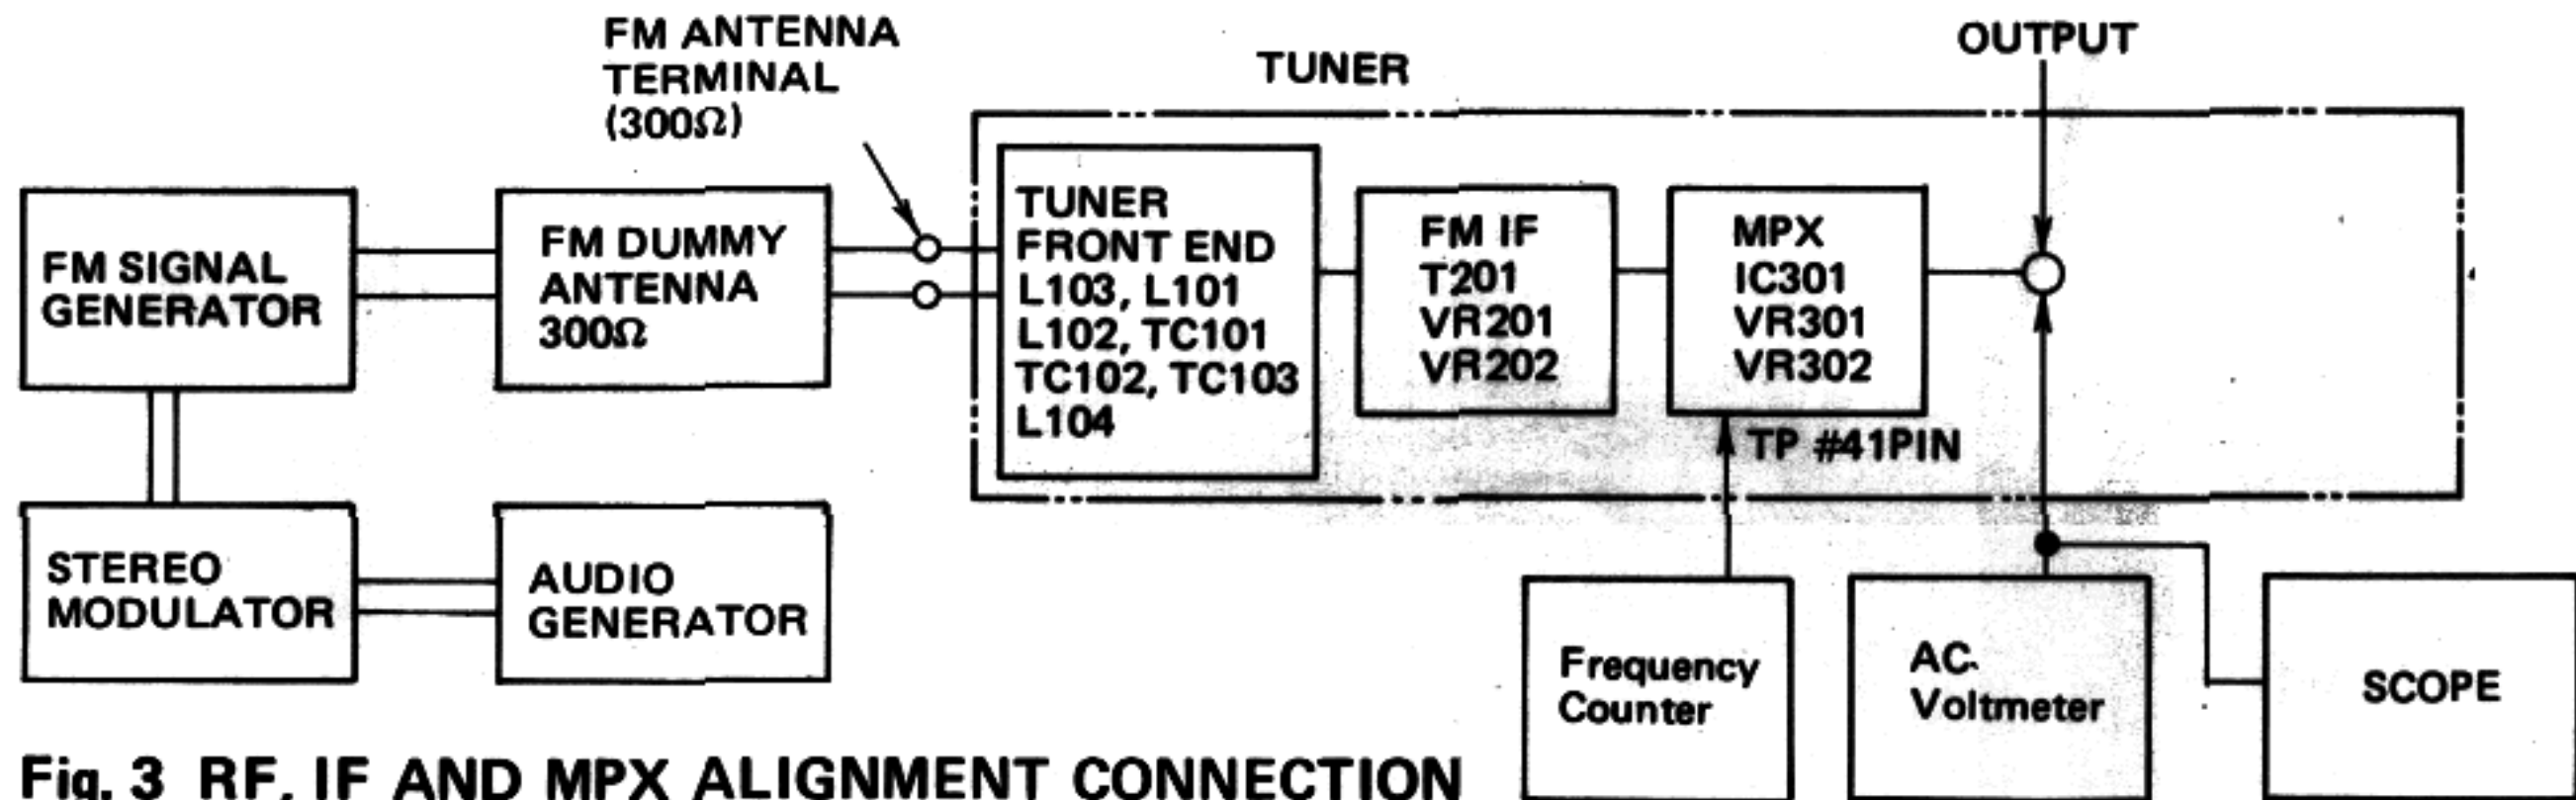 FM ANTENNA
TERMINAL
(300Ω)
TUNER
OUTPUT
FM SIGNAL
GENERATOR
FM DUMMY
ANTENNA
300Ω
TUNER
FRONT END
L103, L101
L102, TC101
TC102, TC103
L104
FM IF
T201
VR201
VR202
MPX
IC301
VR301
VR302
TP #41PIN
STEREO
MODULATOR
AUDIO
GENERATOR
Frequency
Counter
AC.
Voltmeter
SCOPE
Fig. 3 RF, IF AND MPX ALIGNMENT CONNECTION